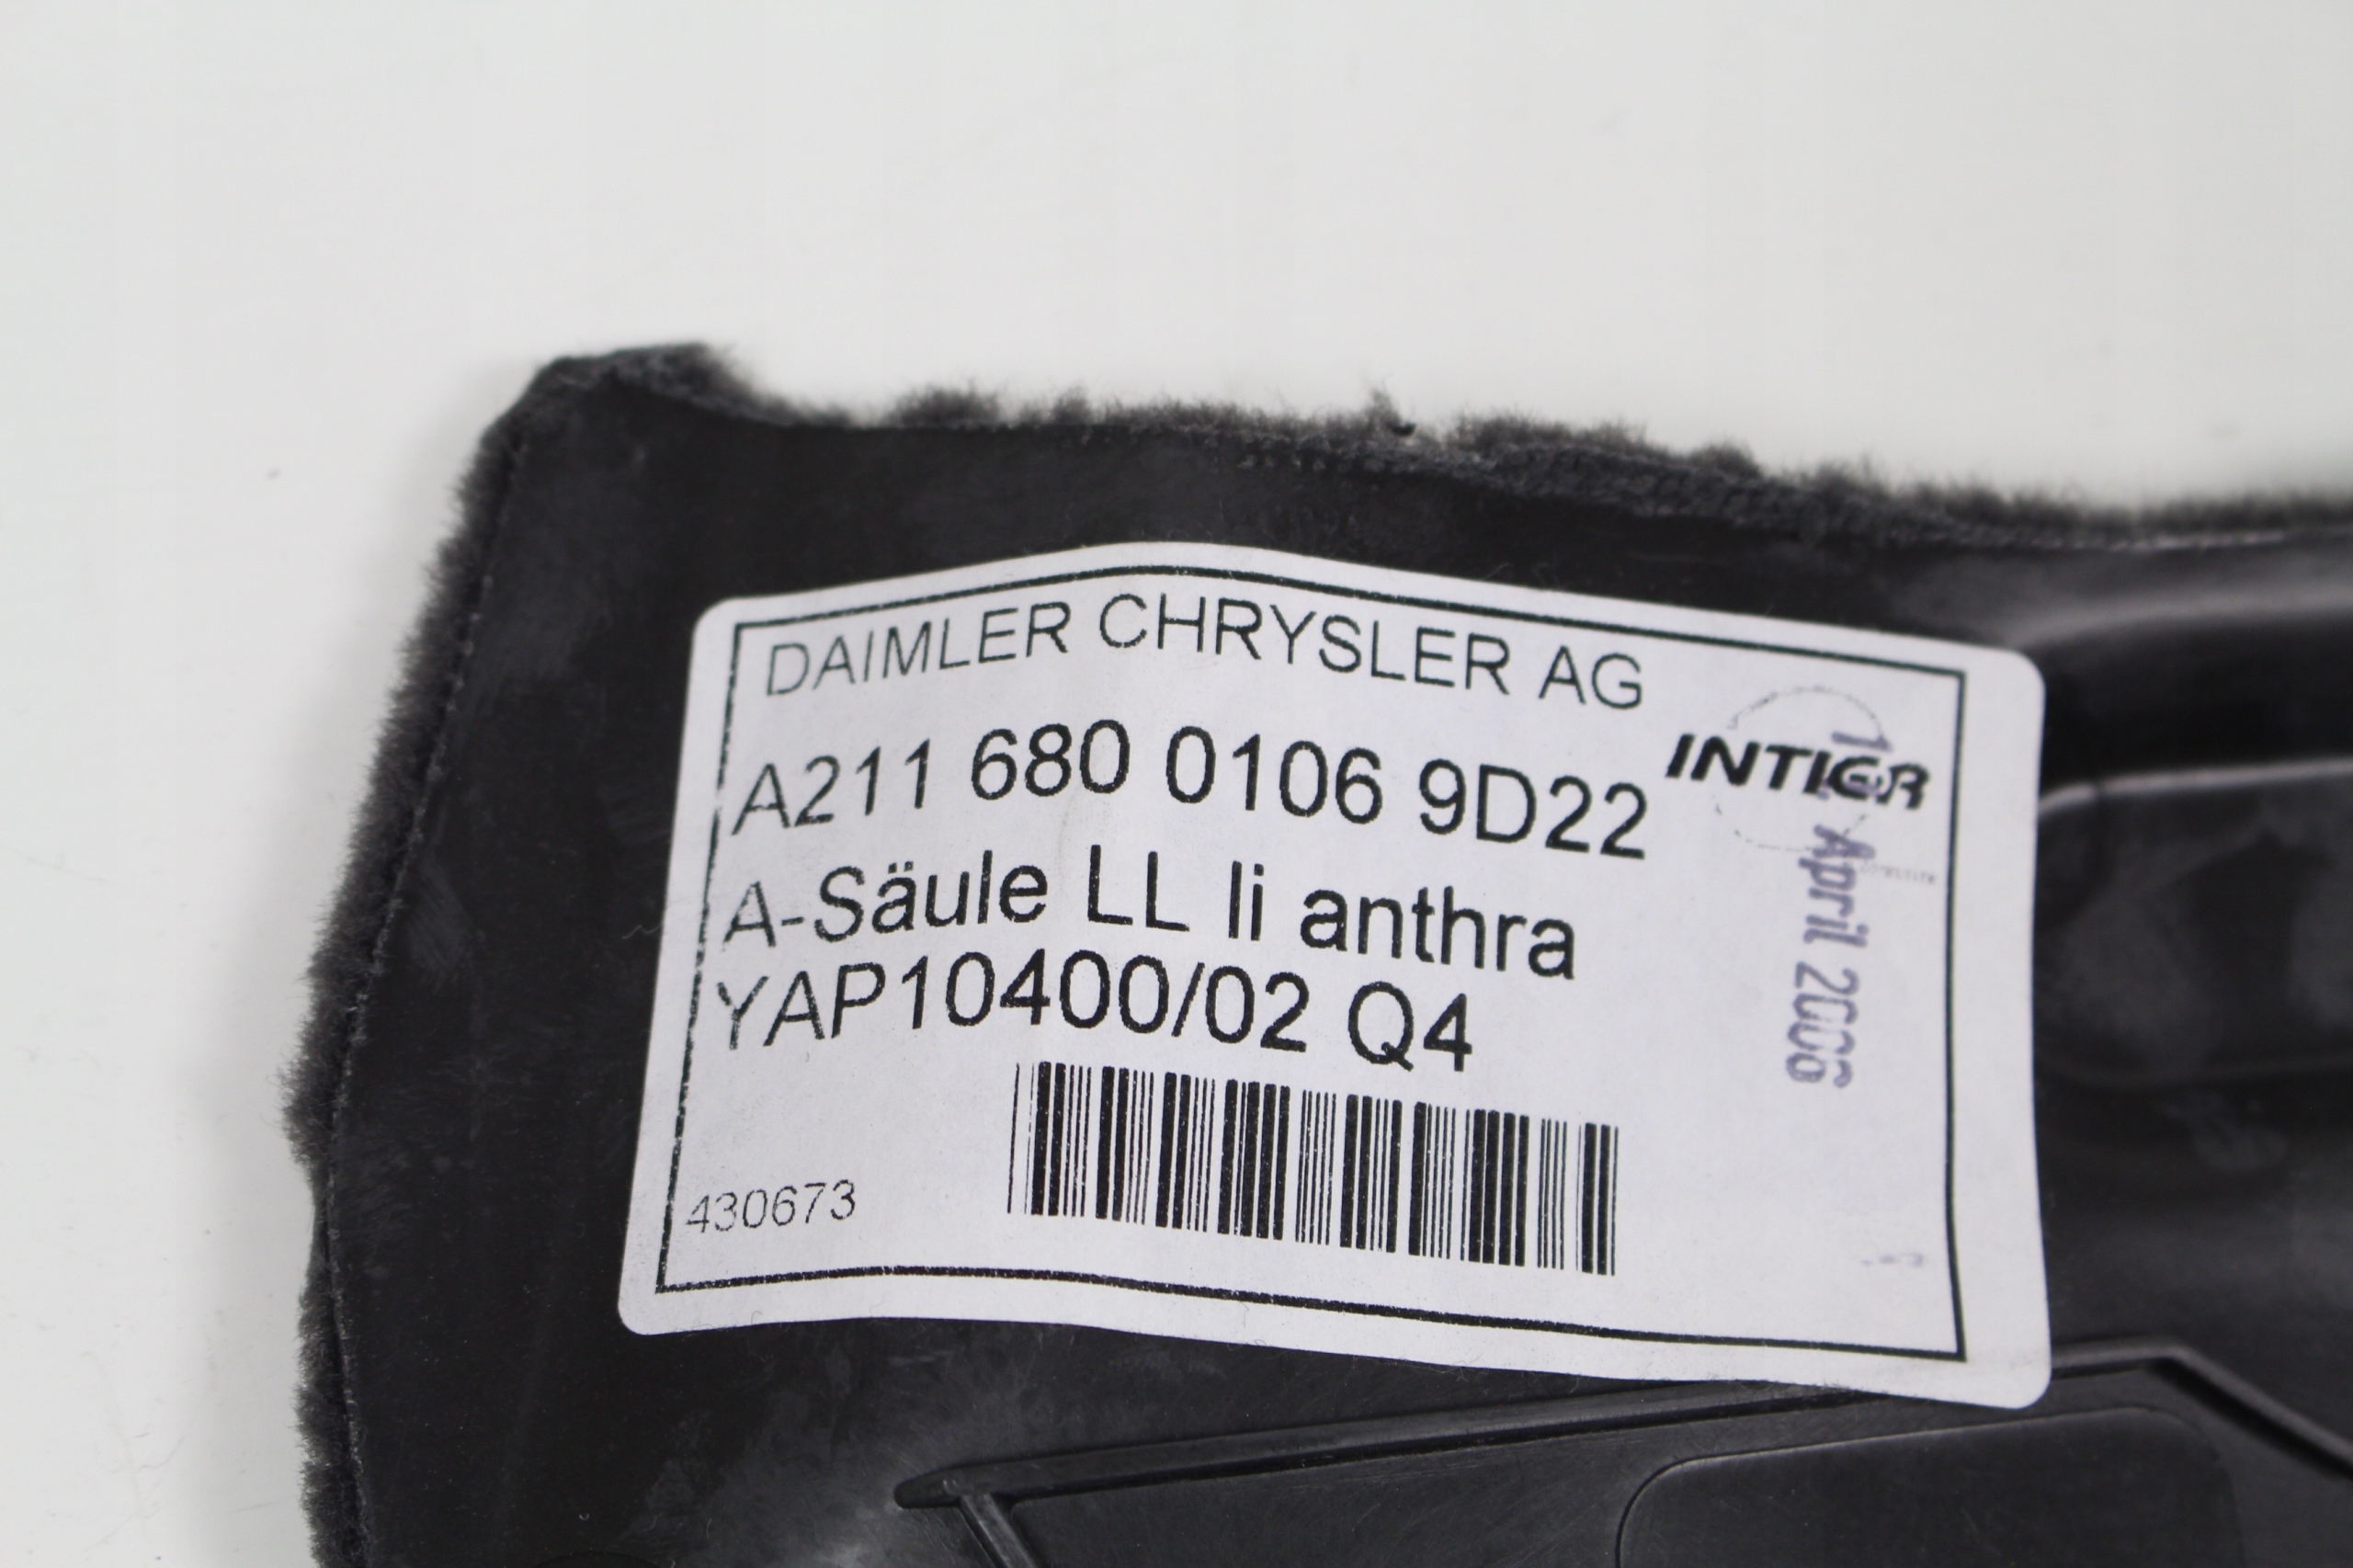 DAIMLER CHRYSLER AG
A211 680 0106 9D22
INTIER
A-Säule LL li anthra
YAP10400/02 Q4
April 2006
430673